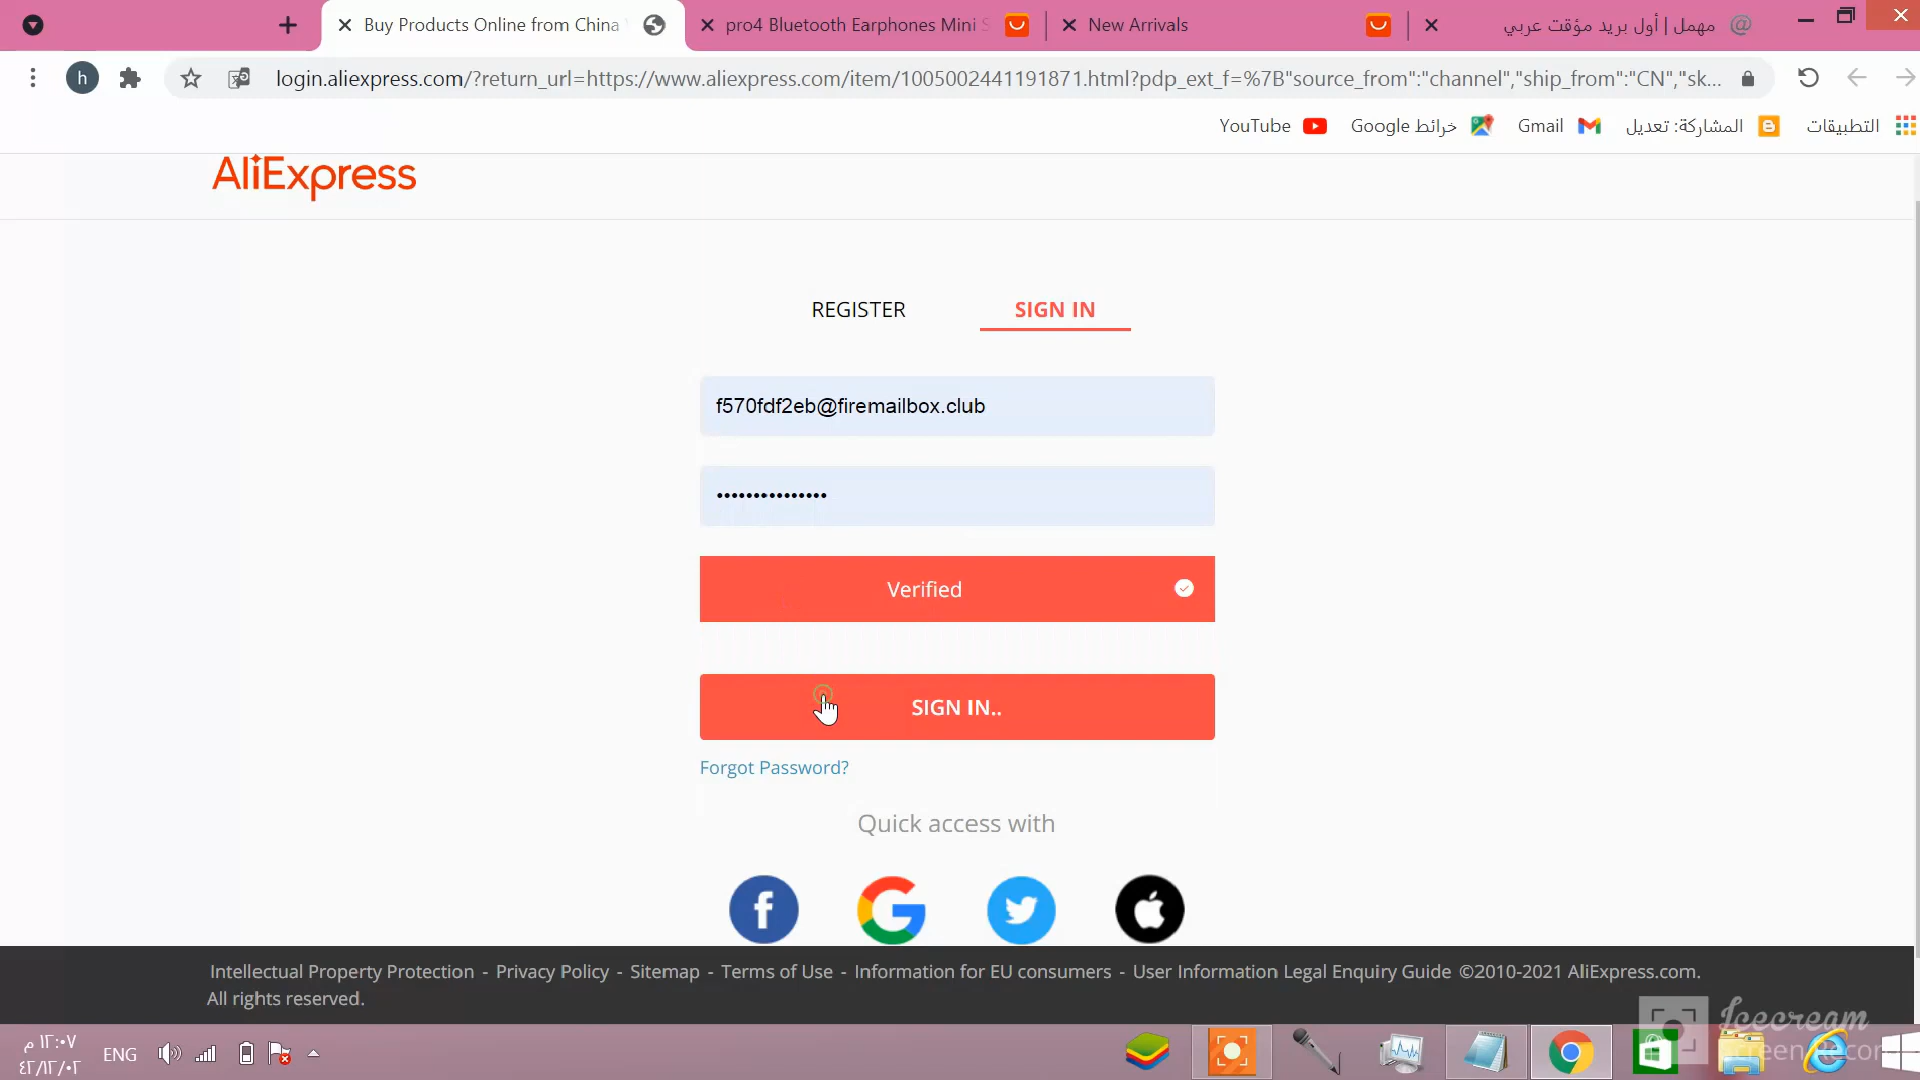 Buy Products Online from China
pro4 Bluetooth Earphones Mini S
New Arrivals
مهمل | أول بريد مؤقت عربي
h
login.aliexpress.com/?return_url=https://www.aliexpress.com/item/1005002441191871.html?pdp_ext_f=%7B"source_from":"channel","ship_from":"CN","sk...
YouTube
خرائط Google
Gmail
المشاركة: تعديل
التطبيقات
AliExpress
REGISTER
SIGN IN
f570fdf2eb@firemailbox.club
•••••••••••••••
Verified
SIGN IN..
Forgot Password?
Quick access with
Intellectual Property Protection - Privacy Policy - Sitemap - Terms of Use - Information for EU consumers - User Information Legal Enquiry Guide ©2010-2021 AliExpress.com.
All rights reserved.
Icecream
Screen Recor
١٢:٠٧ م
ENG
٤٢/١٢/٠٢